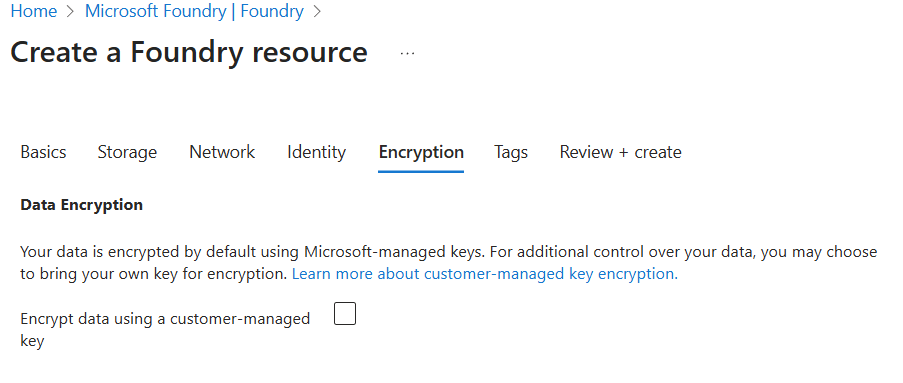 Home > Microsoft Foundry | Foundry >
Create a Foundry resource ...
Basics Storage Network Identity Encryption Tags Review + create
Data Encryption
Your data is encrypted by default using Microsoft-managed keys. For additional control over your data, you may choose
to bring your own key for encryption. Learn more about customer-managed key encryption.
Encrypt data using a customer-managed
key